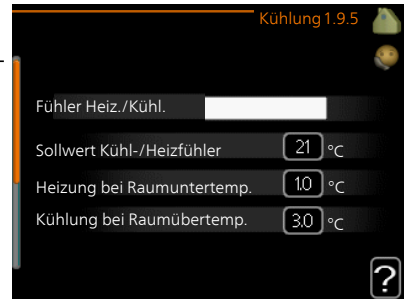 Kühlung 1.9.5
Fühler Heiz./Kühl.
Sollwert Kühl-/Heizfühler 21 °C
Heizung bei Raumuntertemp. 1.0 °C
Kühlung bei Raumübertemp. 3.0 °C
?